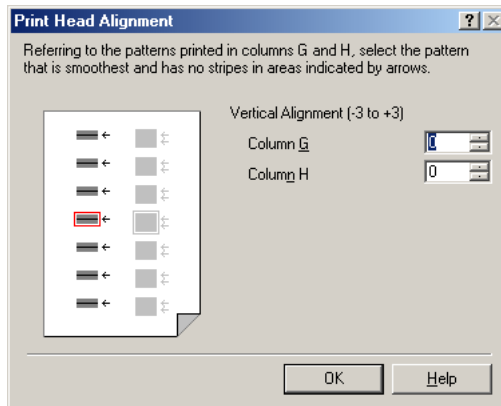 Print Head Alignment
Referring to the patterns printed in columns G and H, select the pattern
that is smoothest and has no stripes in areas indicated by arrows.
Vertical Alignment (-3 to +3)
Column G 0
Column H 0
OK Help